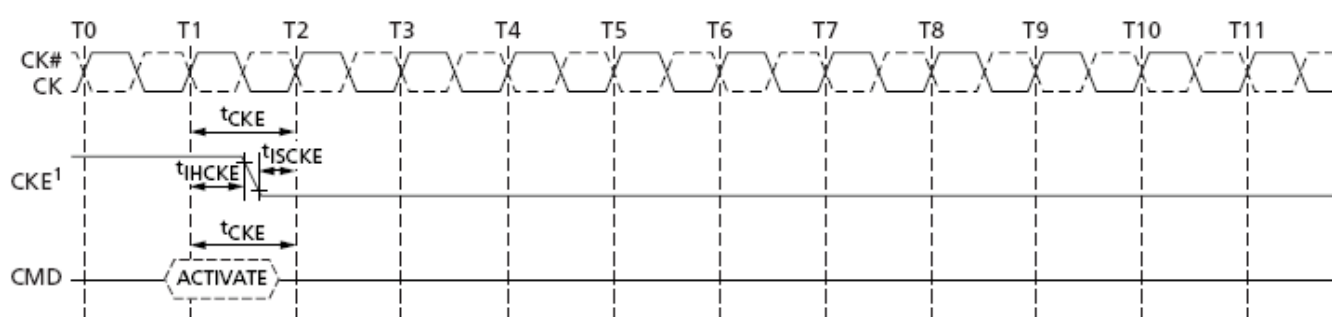 T0 T1 T2 T3 T4 T5 T6 T7 T8 T9 T10 T11
CK#
CK
tCKE
tISCKE
tIHCKE
CKE1
tCKE
CMD
ACTIVATE